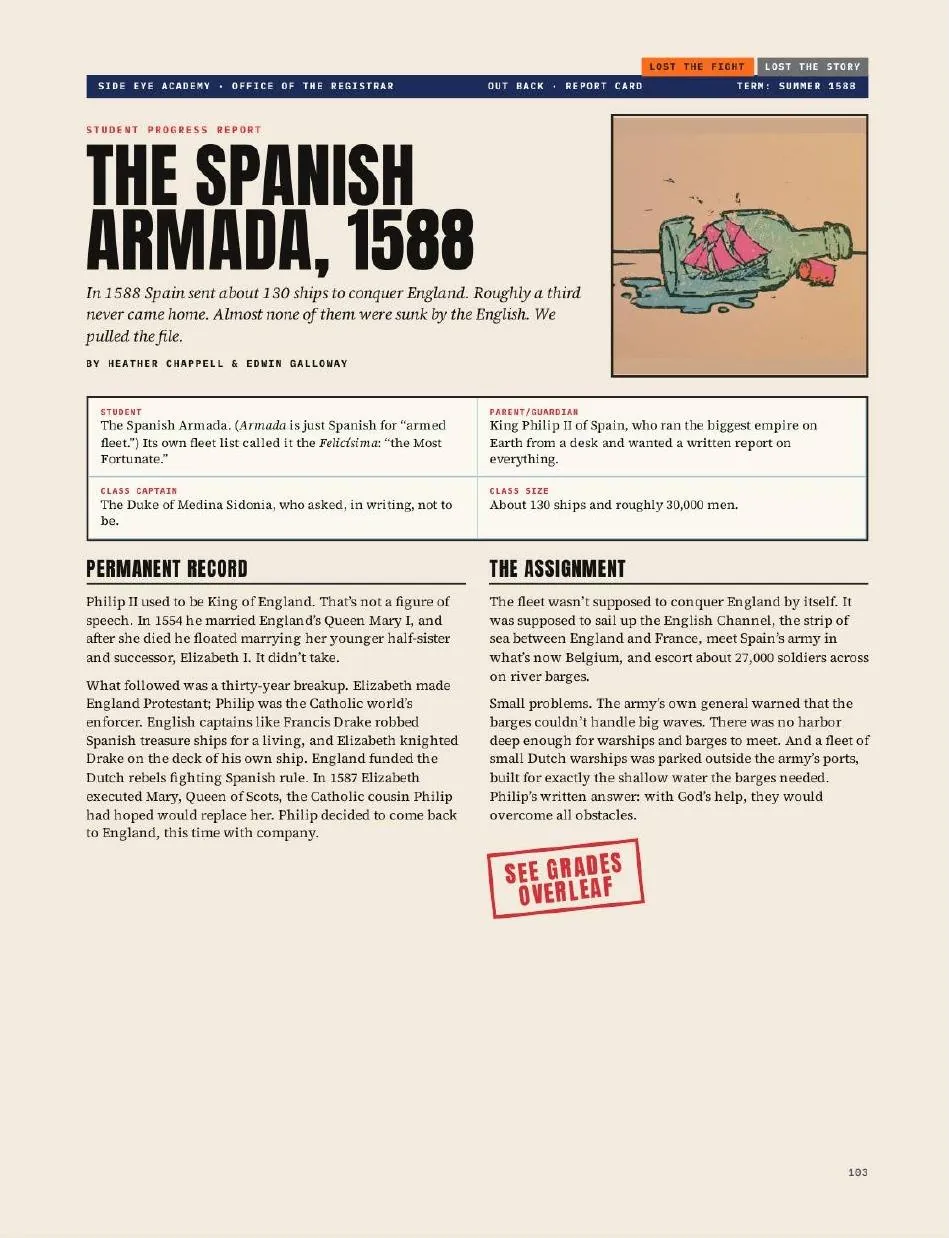 LOST THE FIGHT LOST THE STORY
SIDE EYE ACADEMY · OFFICE OF THE REGISTRAR OUT BACK · REPORT CARD TERM: SUMMER 1588
STUDENT PROGRESS REPORT
THE SPANISH
ARMADA, 1588
In 1588 Spain sent about 130 ships to conquer England. Roughly a third
never came home. Almost none of them were sunk by the English. We
pulled the file.
BY HEATHER CHAPPELL & EDWIN GALLOWAY
STUDENT
The Spanish Armada. (Armada is just Spanish for “armed
fleet.”) Its own fleet list called it the Felicísima: “the Most
Fortunate.”
PARENT/GUARDIAN
King Philip II of Spain, who ran the biggest empire on
Earth from a desk and wanted a written report on
everything.
CLASS CAPTAIN
The Duke of Medina Sidonia, who asked, in writing, not to
be.
CLASS SIZE
About 130 ships and roughly 30,000 men.
PERMANENT RECORD
Philip II used to be King of England. That’s not a figure of
speech. In 1554 he married England’s Queen Mary I, and
after she died he floated marrying her younger half-sister
and successor, Elizabeth I. It didn’t take.
What followed was a thirty-year breakup. Elizabeth made
England Protestant; Philip was the Catholic world’s
enforcer. English captains like Francis Drake robbed
Spanish treasure ships for a living, and Elizabeth knighted
Drake on the deck of his own ship. England funded the
Dutch rebels fighting Spanish rule. In 1587 Elizabeth
executed Mary, Queen of Scots, the Catholic cousin Philip
had hoped would replace her. Philip decided to come back
to England, this time with company.
THE ASSIGNMENT
The fleet wasn’t supposed to conquer England by itself. It
was supposed to sail up the English Channel, the strip of
sea between England and France, meet Spain’s army in
what’s now Belgium, and escort about 27,000 soldiers across
on river barges.
Small problems. The army’s own general warned that the
barges couldn’t handle big waves. There was no harbor
deep enough for warships and barges to meet. And a fleet of
small Dutch warships was parked outside the army’s ports,
built for exactly the shallow water the barges needed.
Philip’s written answer: with God’s help, they would
overcome all obstacles.
SEE GRADES
OVERLEAF
103